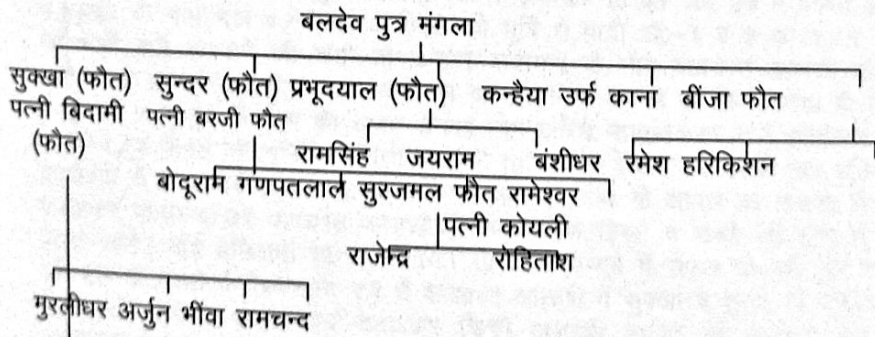 बलदेव पुत्र मंगला
सुक्खा (फौत) सुन्दर (फौत) प्रभूदयाल (फौत) कन्हैया उर्फ काना बींजा फौत
पत्नी बिदामी पत्नी बरजी फौत
(फौत)
रामसिंह जयराम बंशीधर रमेश हरिकिशन
बोदूराम गणपतलाल सुरजमल फौत रामेश्वर
पत्नी कोयली
राजेन्द्र रोहिताश
मुरलीधर अर्जुन भींवा रामचन्द